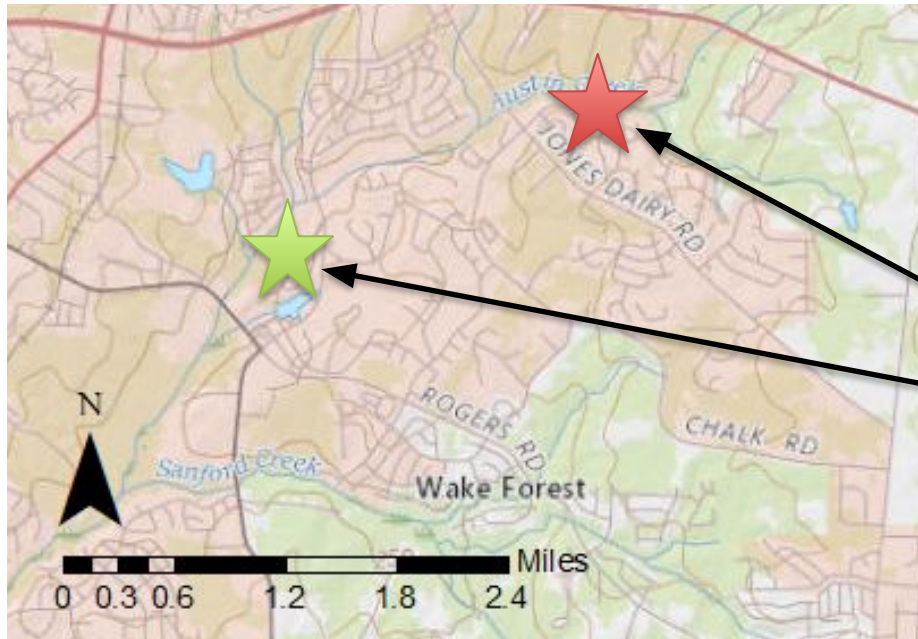 Austin Creek
JONES DAIRY RD
N
ROGERS RD
CHALK RD
Sanford Creek
Wake Forest
Miles
0 0.3 0.6 1.2 1.8 2.4